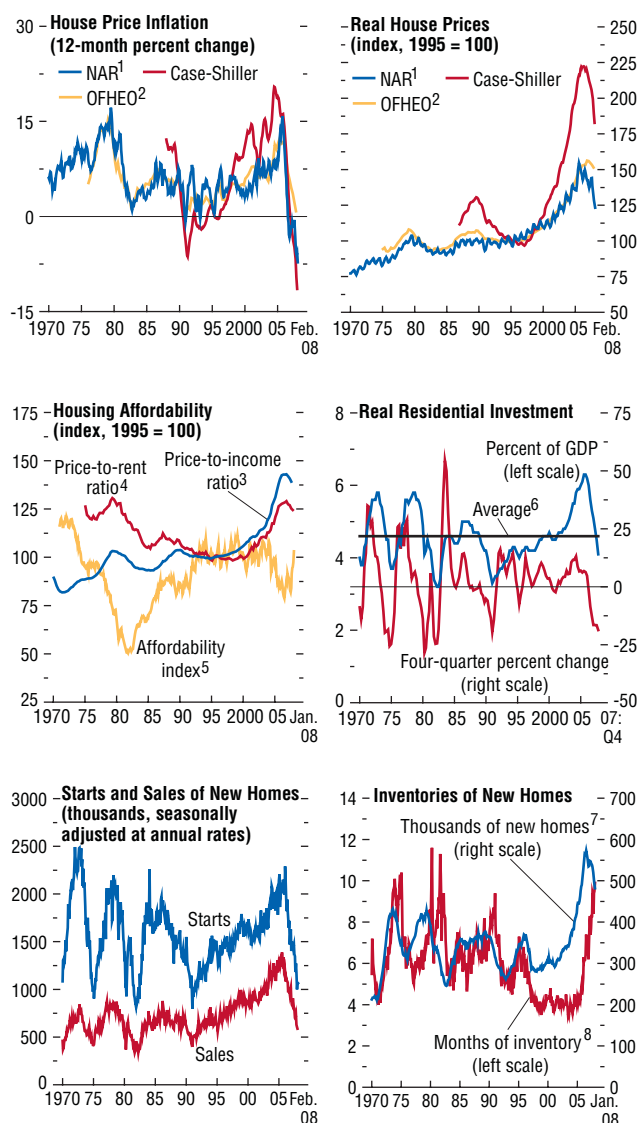 House Price Inflation
(12-month percent change)
30
NAR1
Case-Shiller
OFHEO2
15
0
-15
1970 75 80 85 90 95 2000 05 Feb.
08
Real House Prices
(index, 1995 = 100)
250
NAR1
Case-Shiller
225
OFHEO2
200
175
150
125
100
75
50
1970 75 80 85 90 95 2000 05 Feb.
08
175
Housing Affordability
(index, 1995 = 100)
150
Price-to-rent
ratio4
Price-to-income
ratio3
125
100
75
Affordability
index5
50
25
1970 75 80 85 90 95 2000 05 Jan.
08
8
Real Residential Investment
75
Percent of GDP
(left scale)
50
6
Average6
25
4
0
2
-25
Four-quarter percent change
(right scale)
0
-50
1970 75 80 85 90 95 2000 05 07:
Q4
3000
Starts and Sales of New Homes
(thousands, seasonally
adjusted at annual rates)
2500
2000
Starts
1500
1000
500
Sales
0
1970 75 80 85 90 95 00 05 Feb.
08
14
Inventories of New Homes
700
Thousands of new homes7
(right scale)
12
600
10
500
8
400
6
300
4
200
Months of inventory8
(left scale)
2
100
0
0
1970 75 80 85 90 95 00 05 Jan.
08